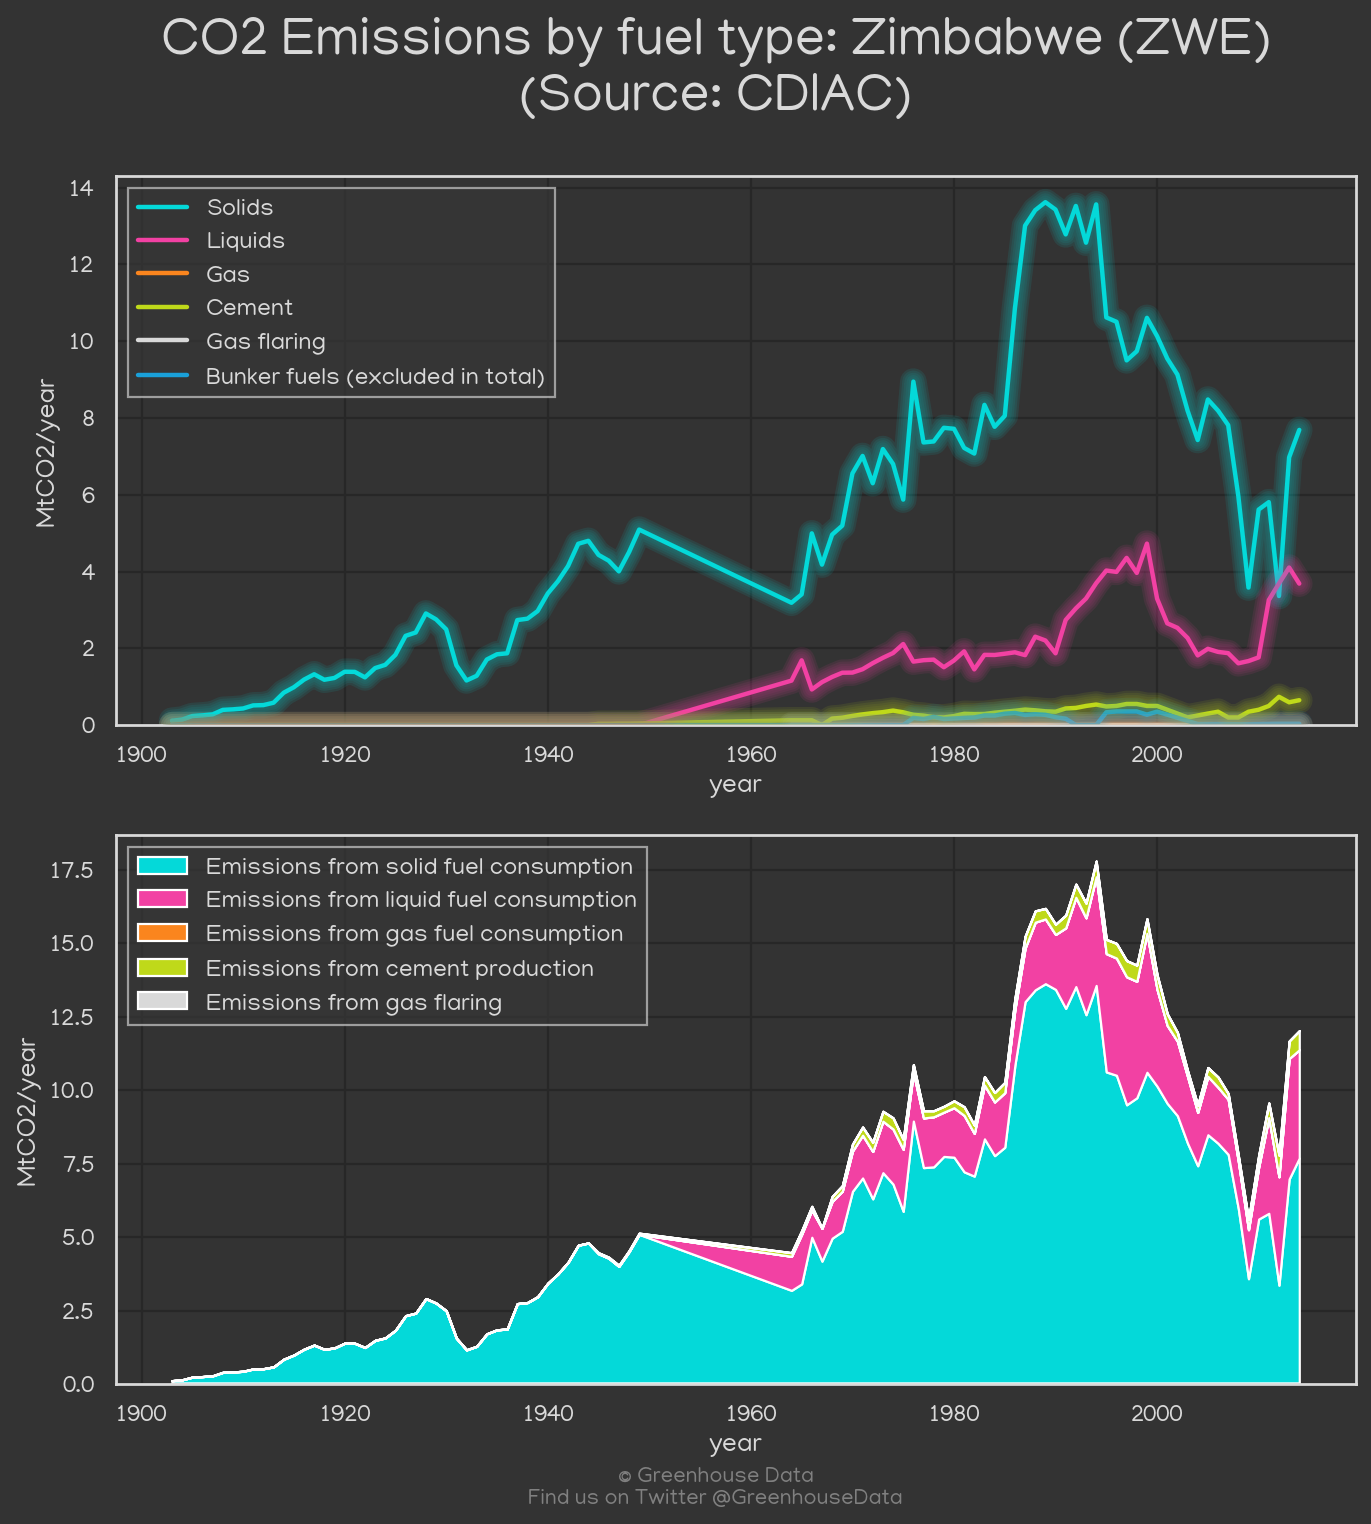 CO2 Emissions by fuel type: Zimbabwe (ZWE)
(Source: CDIAC)
14
12
10
8
6
4
2
0
MtCO2/year
Solids
Liquids
Gas
Cement
Gas flaring
Bunker fuels (excluded in total)
1900 1920 1940 1960 1980 2000
year
17.5
15.0
12.5
10.0
7.5
5.0
2.5
0.0
MtCO2/year
Emissions from solid fuel consumption
Emissions from liquid fuel consumption
Emissions from gas fuel consumption
Emissions from cement production
Emissions from gas flaring
1900 1920 1940 1960 1980 2000
year
© Greenhouse Data
Find us on Twitter @GreenhouseData